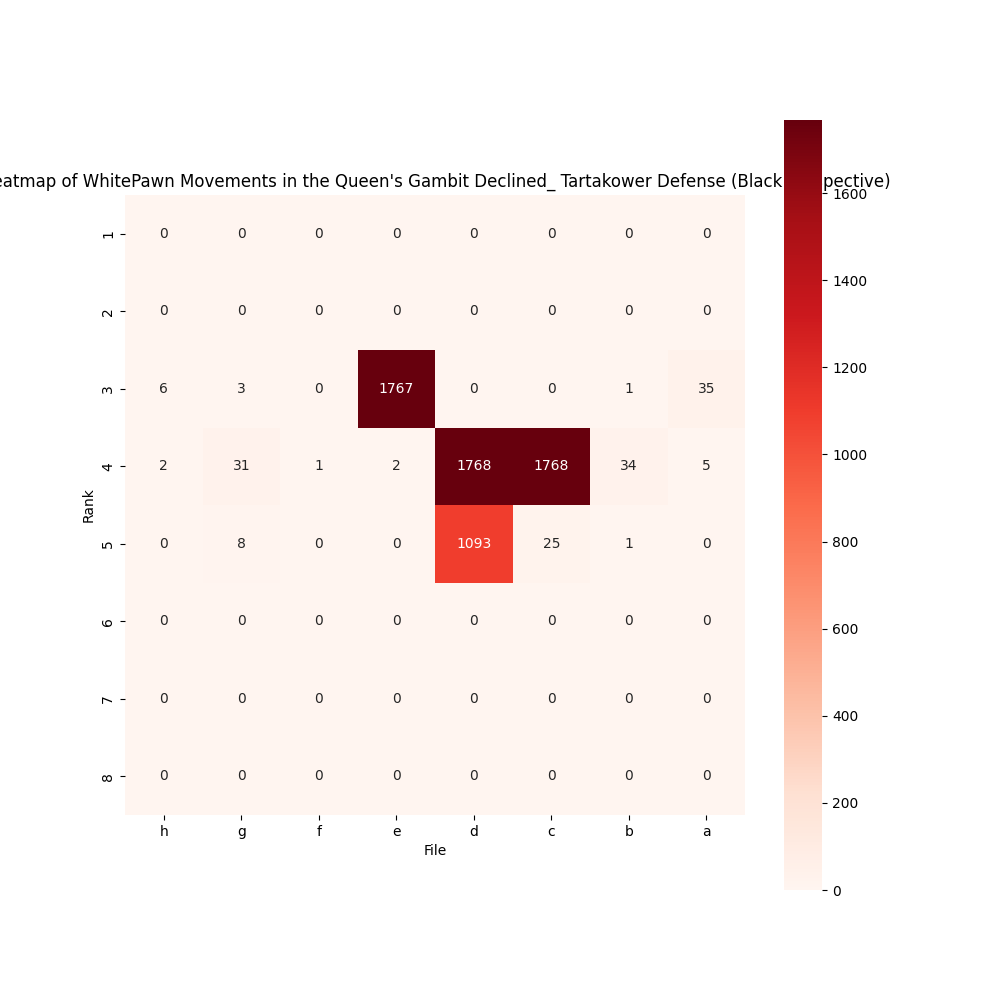 eatmap of WhitePawn Movements in the Queen's Gambit Declined_ Tartakower Defense (Black pective)
1600
1 0 0 0 0 0 0 0 0
1400
2 0 0 0 0 0 0 0 0
1200
3 6 3 0 1767 0 0 1 35
1000
4 2 31 1 2 1768 1768 34 5
Rank
800
5 0 8 0 0 1093 25 1 0
600
6 0 0 0 0 0 0 0 0
400
7 0 0 0 0 0 0 0 0
200
8 0 0 0 0 0 0 0 0
h g f e d c b a
File
0